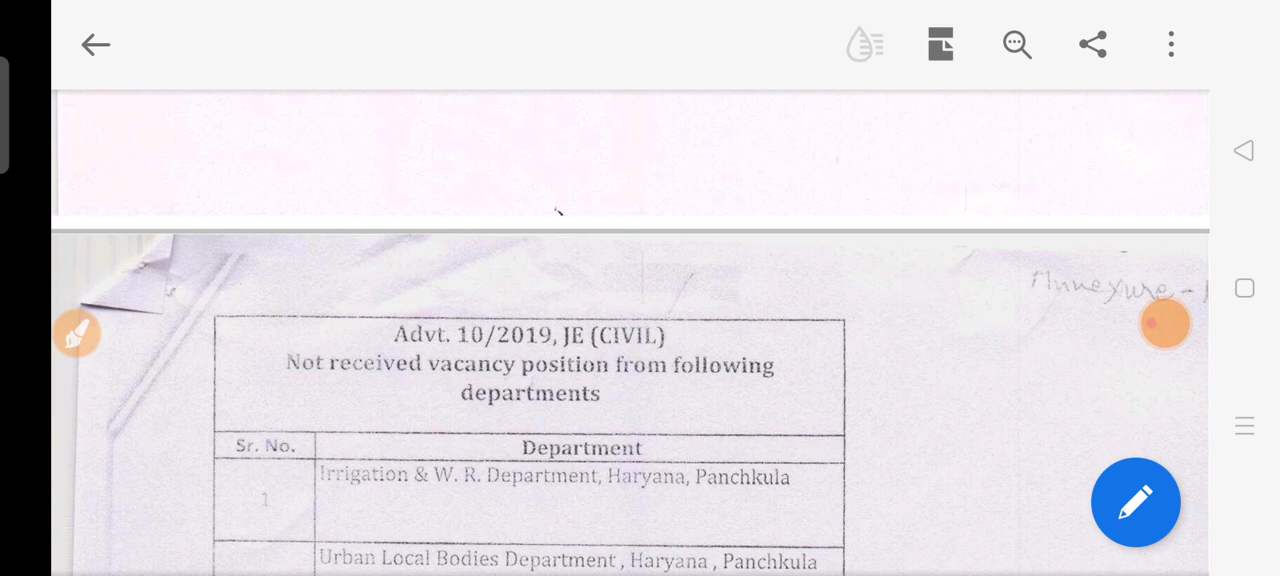 Annexure -
Advt. 10/2019, JE (CIVIL)
Not received vacancy position from following
departments
Sr. No.
Department
1
Irrigation & W. R. Department, Haryana, Panchkula
Urban Local Bodies Department , Haryana , Panchkula